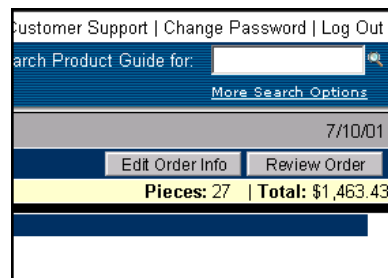 Customer Support | Change Password | Log Out
arch Product Guide for:
More Search Options
7/10/01
Edit Order Info Review Order
Pieces: 27 | Total: $1,463.43